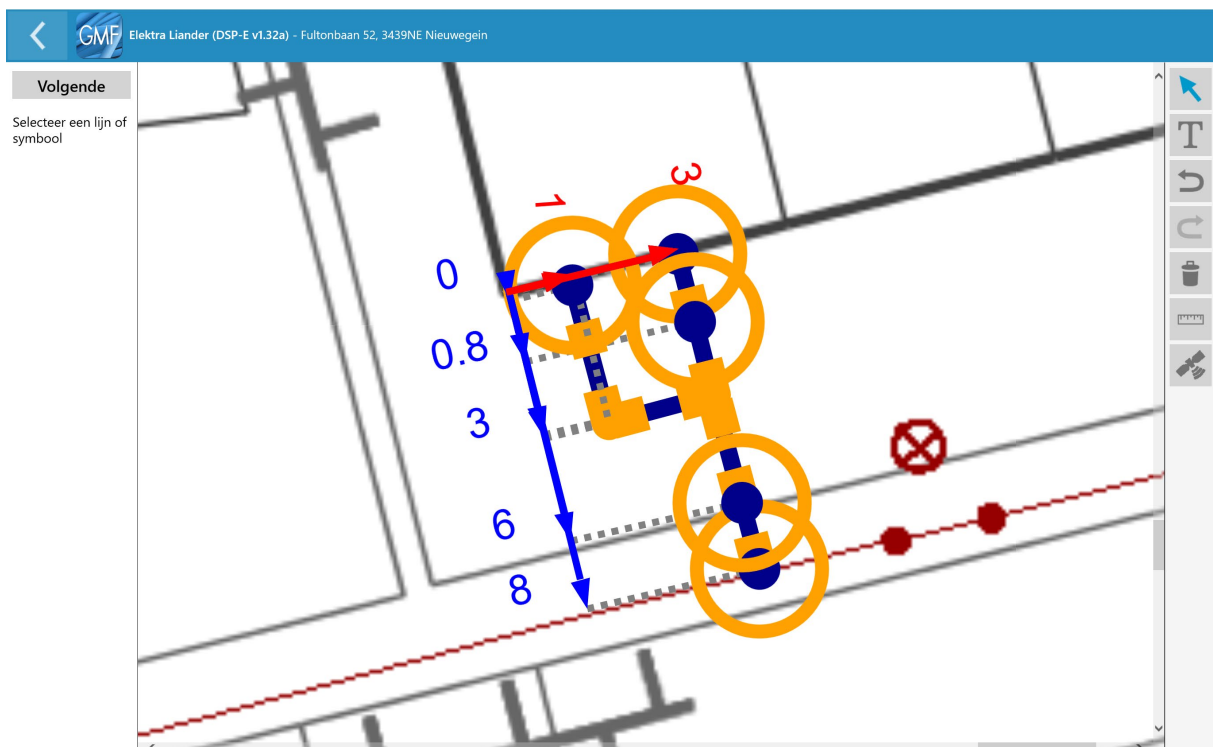 GMF
Elektra Liander (DSP-E v1.32a) - Fultonbaan 52, 3439NE Nieuwegein
Volgende
Selecteer een lijn of
symbool
1
3
0
0.8
3
6
8
T